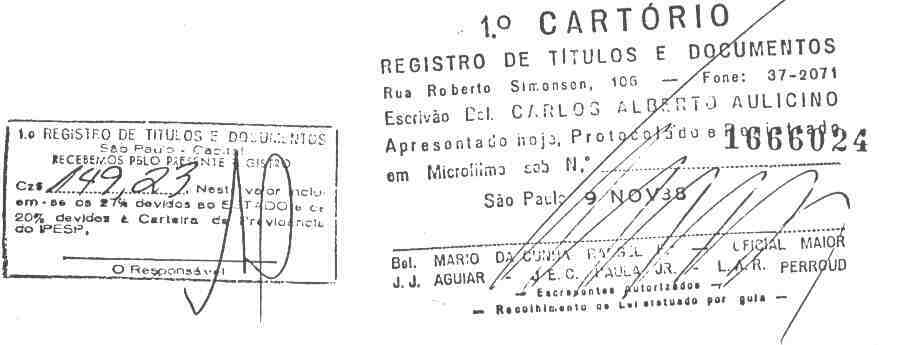 1.º REGISTRO DE TITULOS E DOCUMENTOS
São Paulo - Capital
RECEBEMOS PELO PRESENTE REGISTRO
Cz$ 149,23 Neste valor inclu-
em-se os 27% devidos ao ESTADO e os
20% devidos à Carteira de Previdencia
do IPESP.
O Responsável
1.º CARTÓRIO
REGISTRO DE TÍTULOS E DOCUMENTOS
Rua Roberto Simonson, 106 — Fone: 37-2071
Escrivão Bel. CARLOS ALBERTO AULICINO
Apresentado hoje, Protocolado e Registrado
em Microfilme sob N.º 1666024
São Paulo 9 NOV 88
Bel. MARIO DA CUNHA RANGEL — OFICIAL MAIOR
J. J. AGUIAR - J. E. C. PAULA JR. - L. A. R. PERROUD
— Escreventes Autorizados —
— Recolhimento de Lei efetuado por guia —